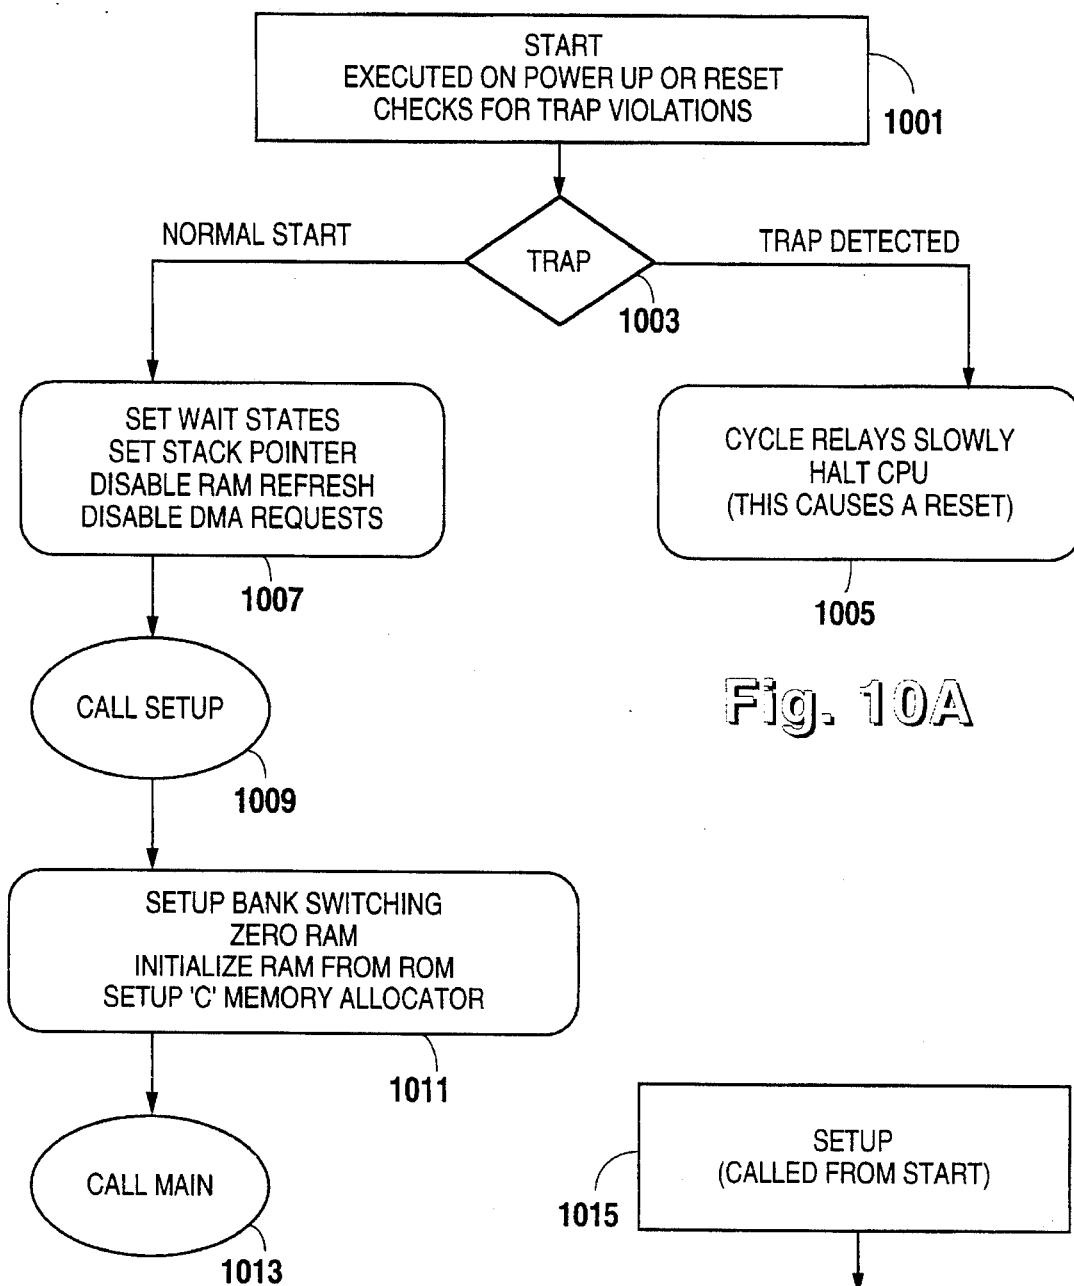 START
EXECUTED ON POWER UP OR RESET
CHECKS FOR TRAP VIOLATIONS
1001
NORMAL START
TRAP
TRAP DETECTED
1003
SET WAIT STATES
SET STACK POINTER
DISABLE RAM REFRESH
DISABLE DMA REQUESTS
1007
CYCLE RELAYS SLOWLY
HALT CPU
(THIS CAUSES A RESET)
1005
CALL SETUP
1009
Fig. 10A
SETUP BANK SWITCHING
ZERO RAM
INITIALIZE RAM FROM ROM
SETUP 'C' MEMORY ALLOCATOR
1011
CALL MAIN
1013
SETUP
(CALLED FROM START)
1015